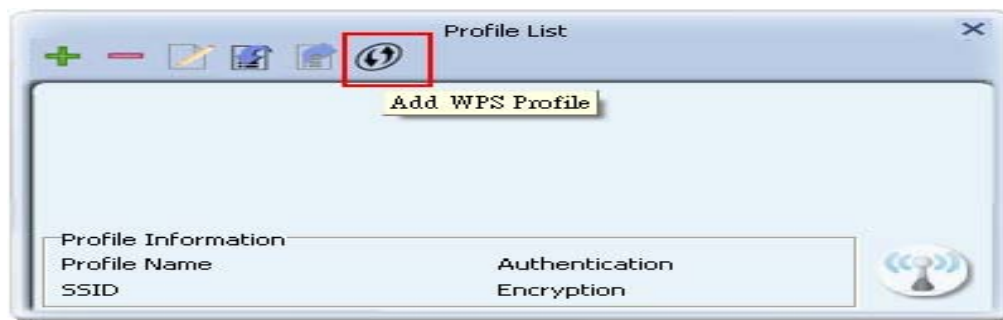 Profile List
Add WPS Profile
Profile Information
Profile Name
Authentication
SSID
Encryption